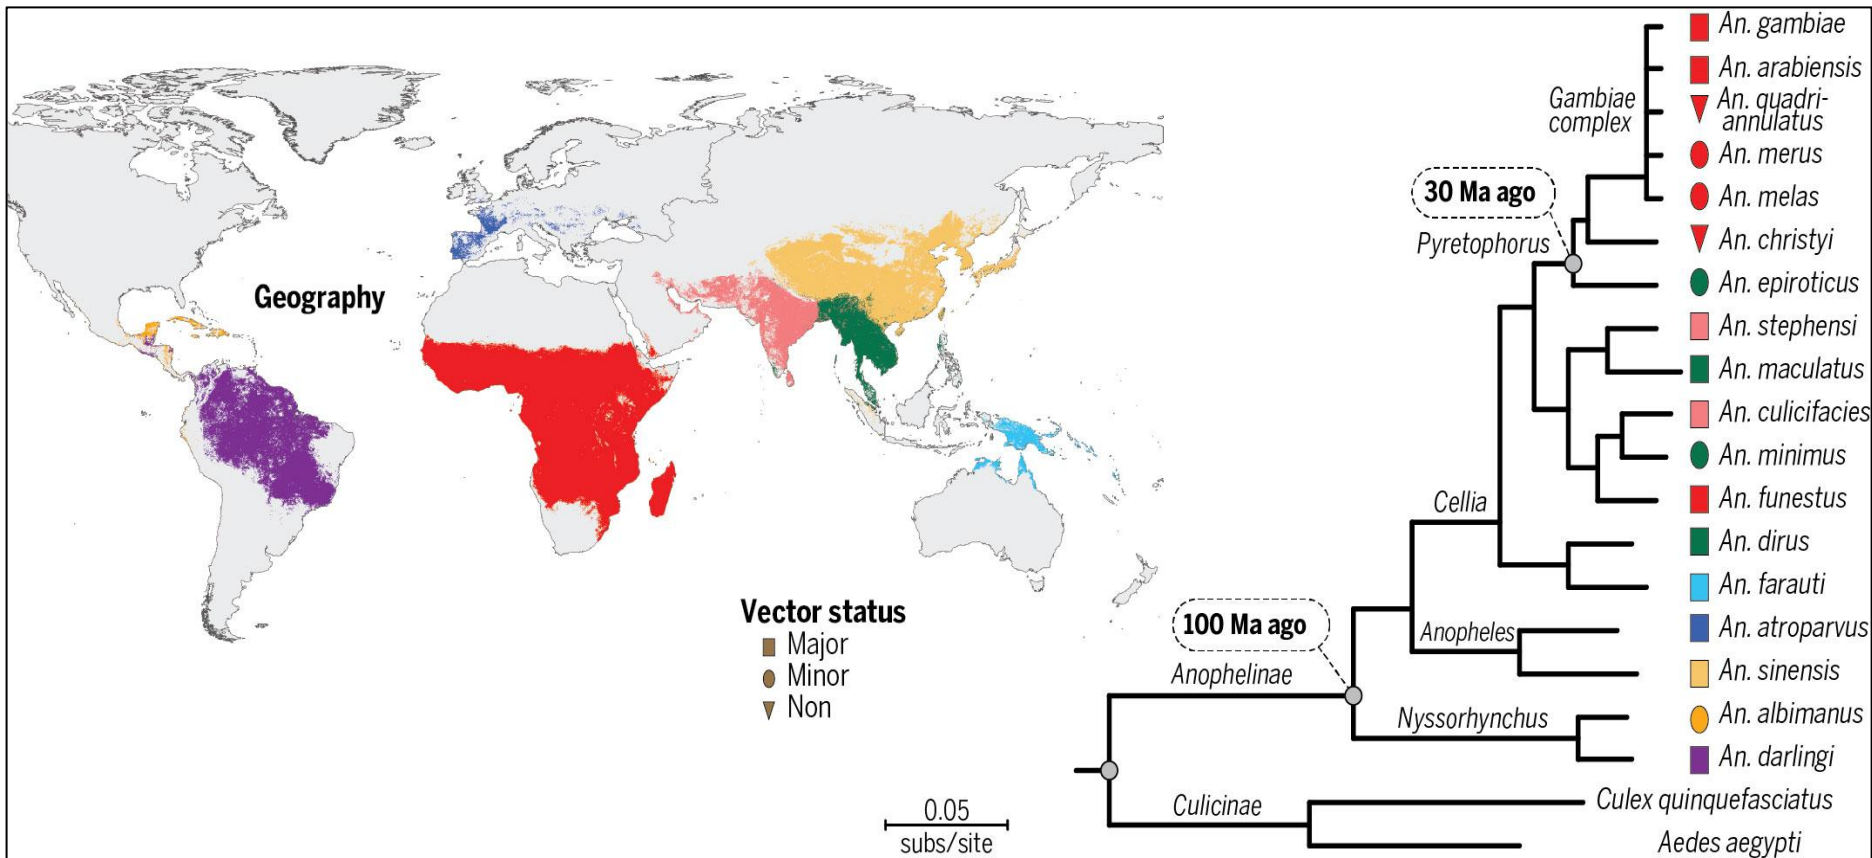 Geography
Vector status
Major
Minor
Non
0.05
subs/site
30 Ma ago
100 Ma ago
Gambiae
complex
Pyretophorus
Cellia
Anopheles
Anophelinae
Nyssorhynchus
Culicinae
An. gambiae
An. arabiensis
An. quadri-
annulatus
An. merus
An. melas
An. christyi
An. epiroticus
An. stephensi
An. maculatus
An. culicifacies
An. minimus
An. funestus
An. dirus
An. farauti
An. atroparvus
An. sinensis
An. albimanus
An. darlingi
Culex quinquefasciatus
Aedes aegypti